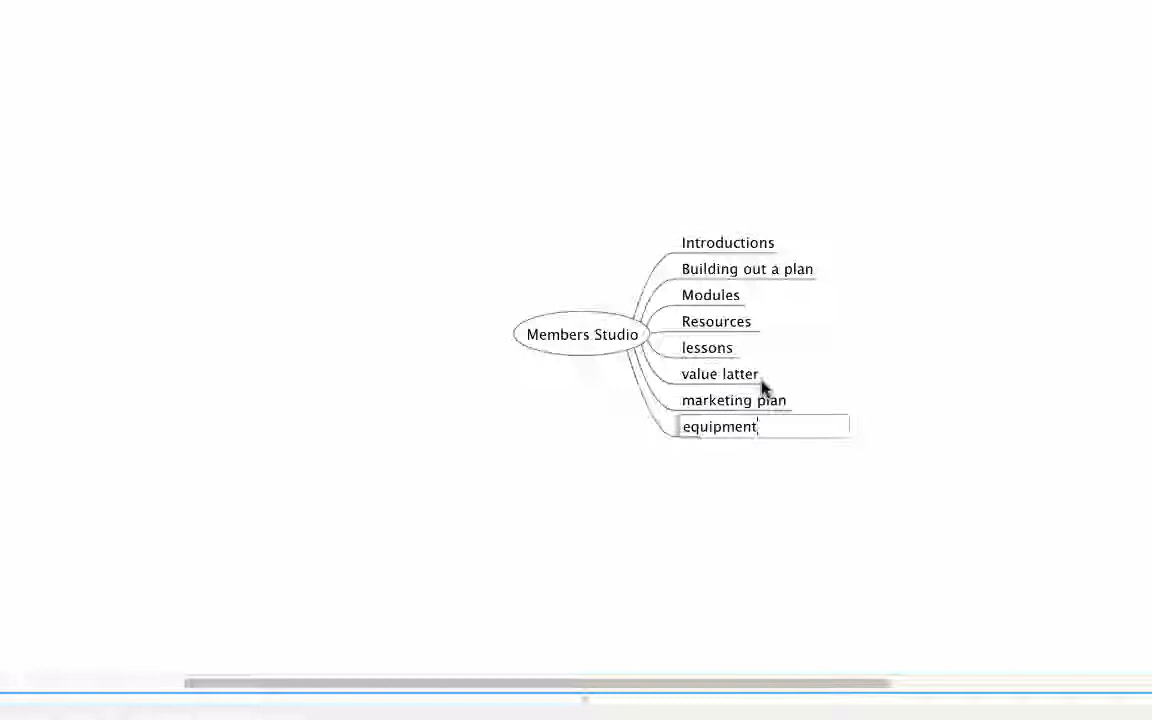 Introductions
Building out a plan
Modules
Resources
Members Studio
lessons
value latter
marketing plan
equipment